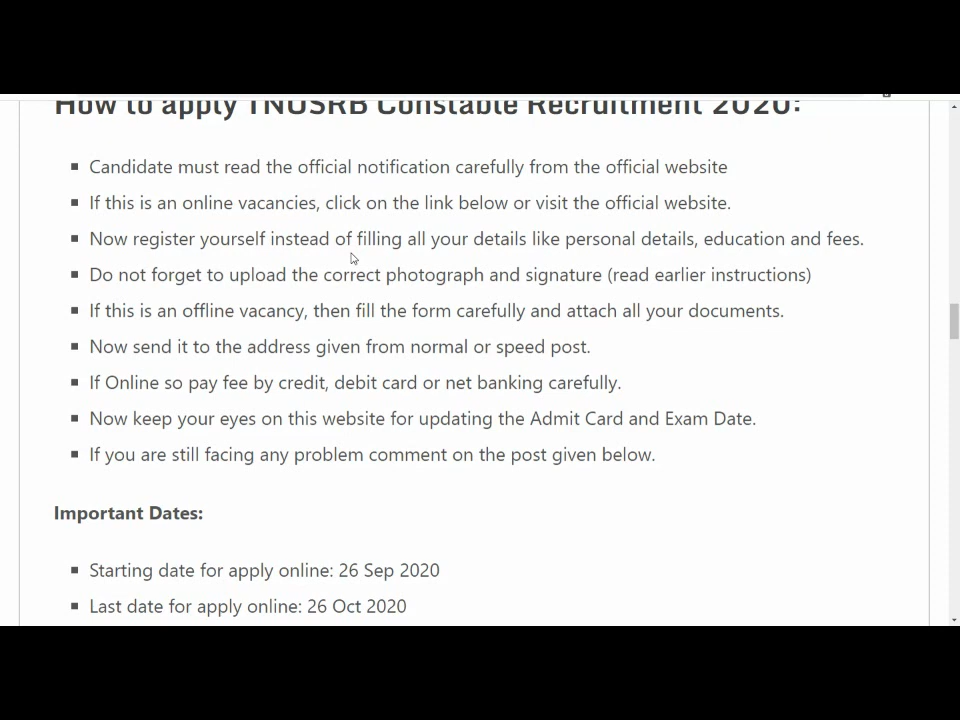 How to apply TNUSRB Constable Recruitment 2020:
Candidate must read the official notification carefully from the official website
If this is an online vacancies, click on the link below or visit the official website.
Now register yourself instead of filling all your details like personal details, education and fees.
Do not forget to upload the correct photograph and signature (read earlier instructions)
If this is an offline vacancy, then fill the form carefully and attach all your documents.
Now send it to the address given from normal or speed post.
If Online so pay fee by credit, debit card or net banking carefully.
Now keep your eyes on this website for updating the Admit Card and Exam Date.
If you are still facing any problem comment on the post given below.
Important Dates:
Starting date for apply online: 26 Sep 2020
Last date for apply online: 26 Oct 2020